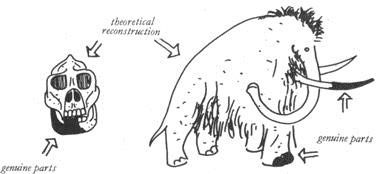 theoretical
reconstruction
genuine parts
genuine parts